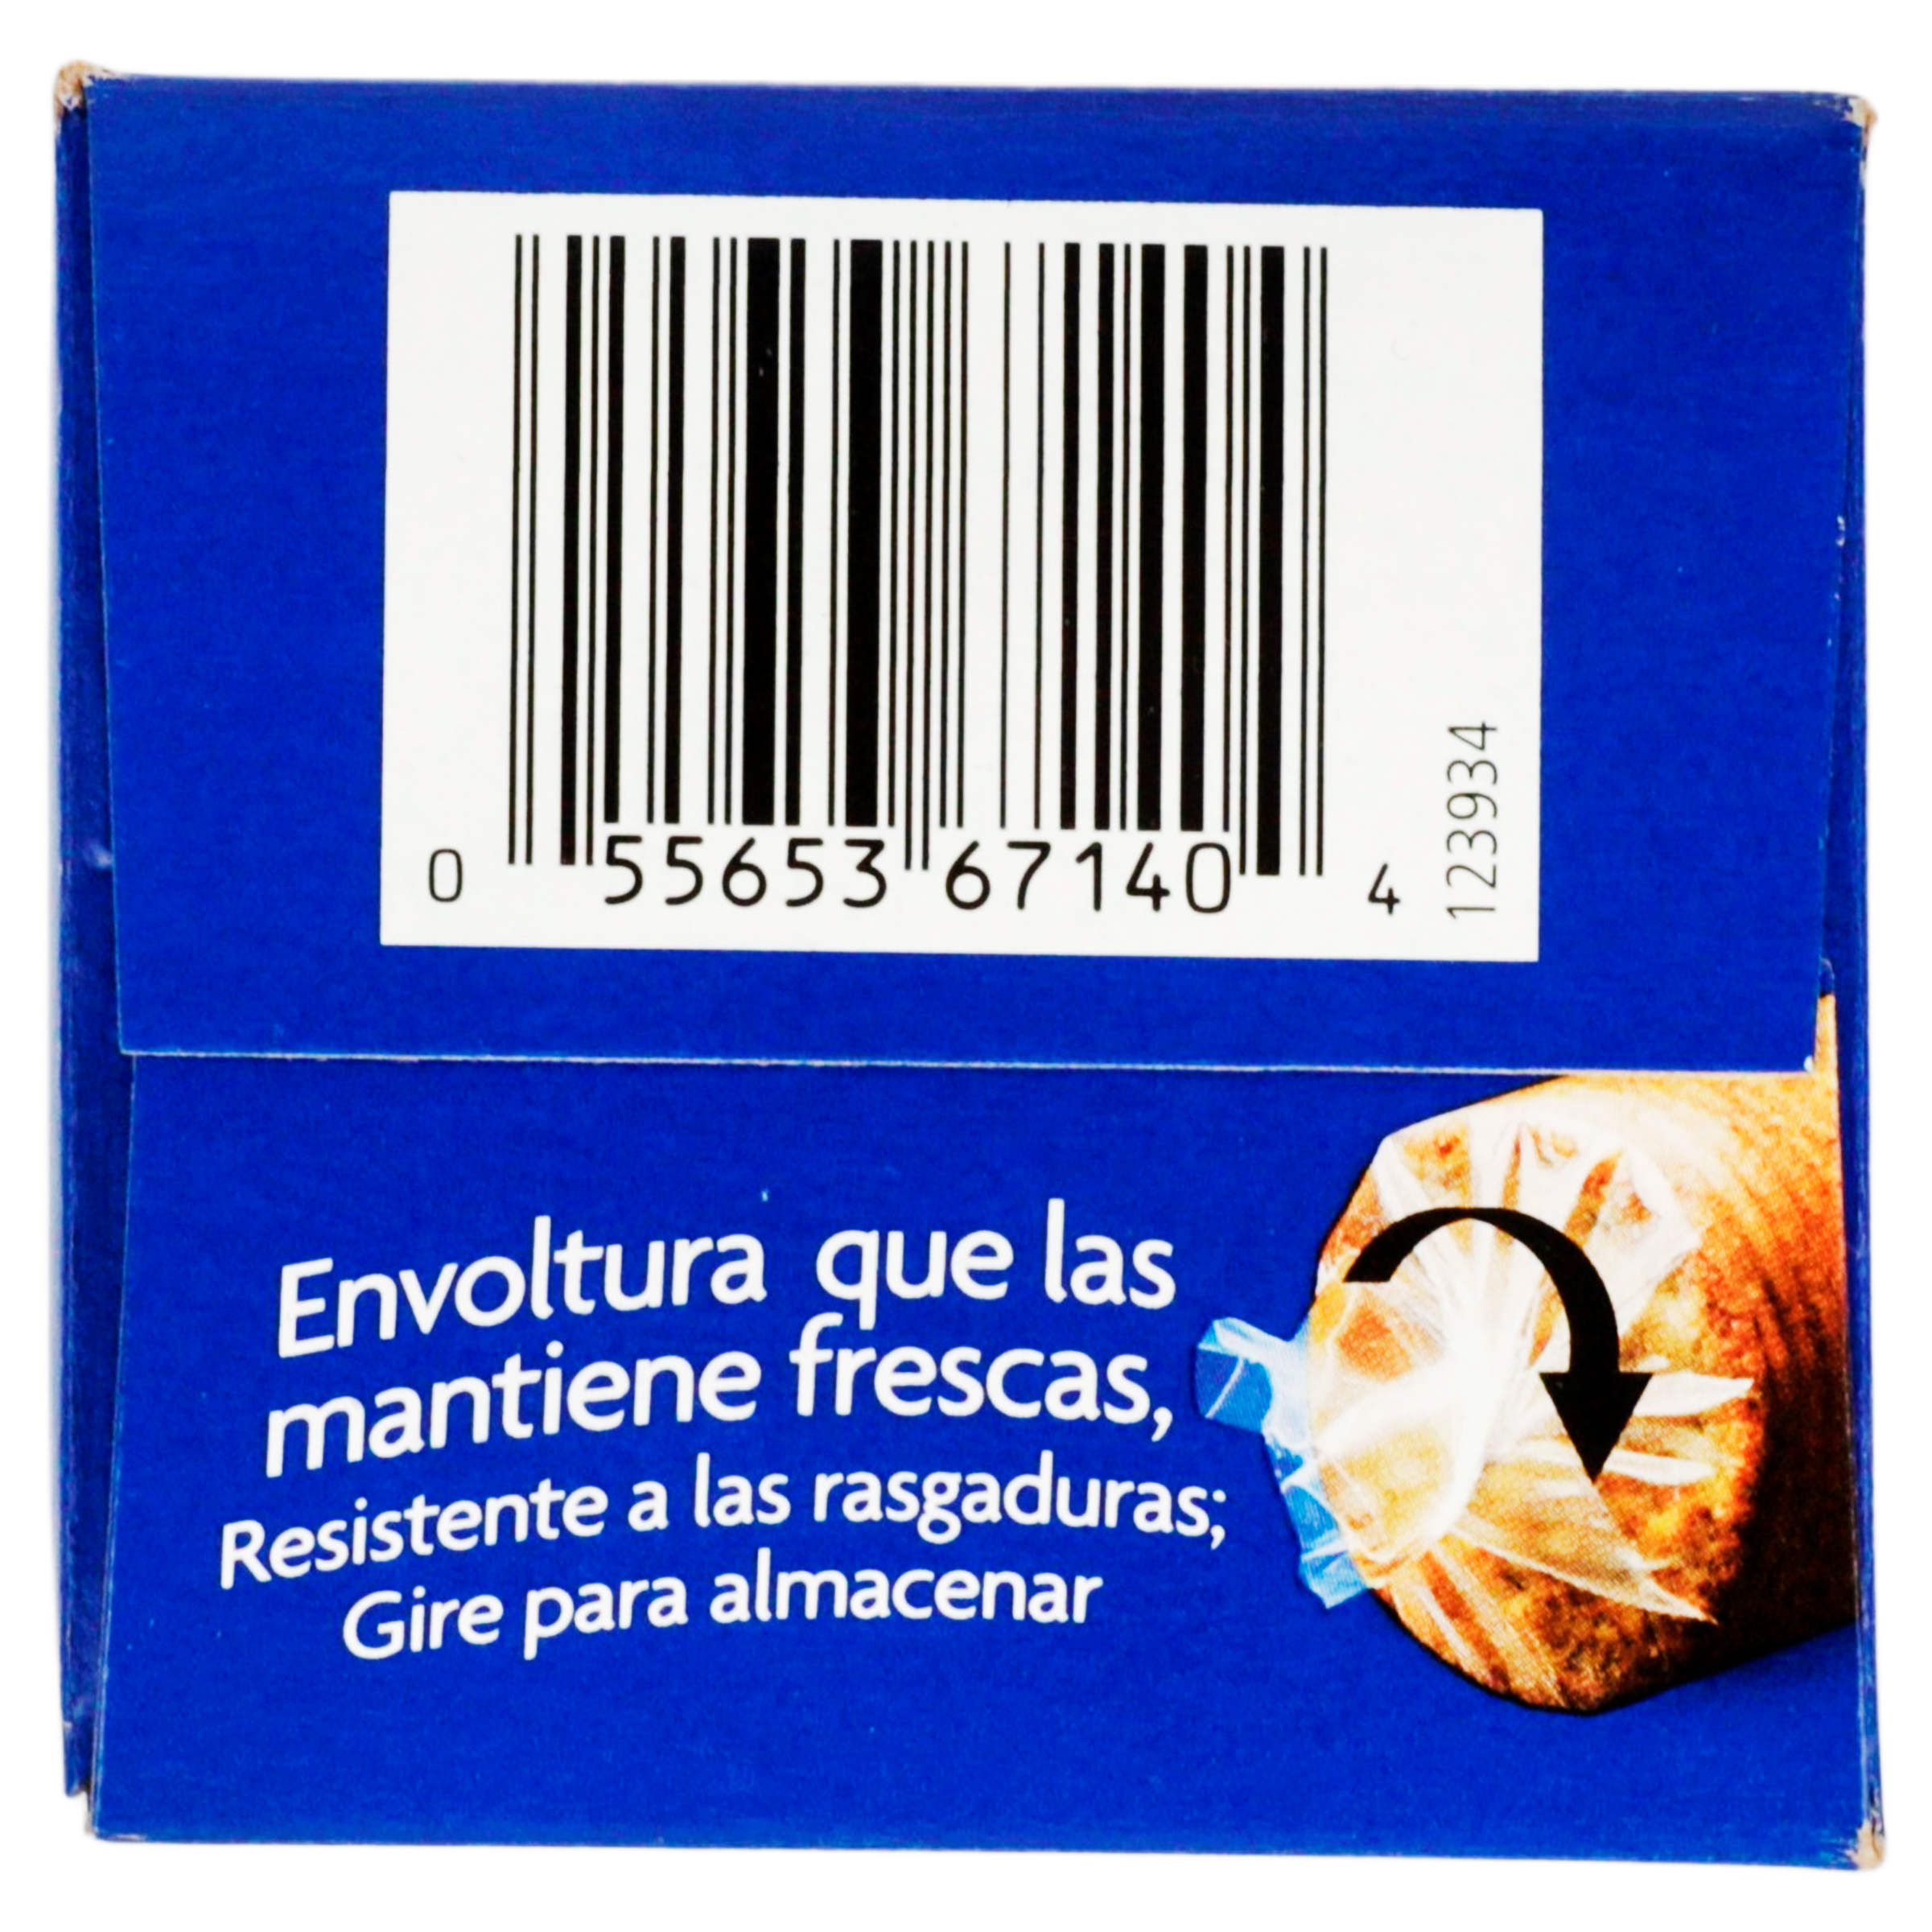 0 55653 67140 4
123934
Envoltura que las
mantiene frescas,
Resistente a las rasgaduras;
Gire para almacenar